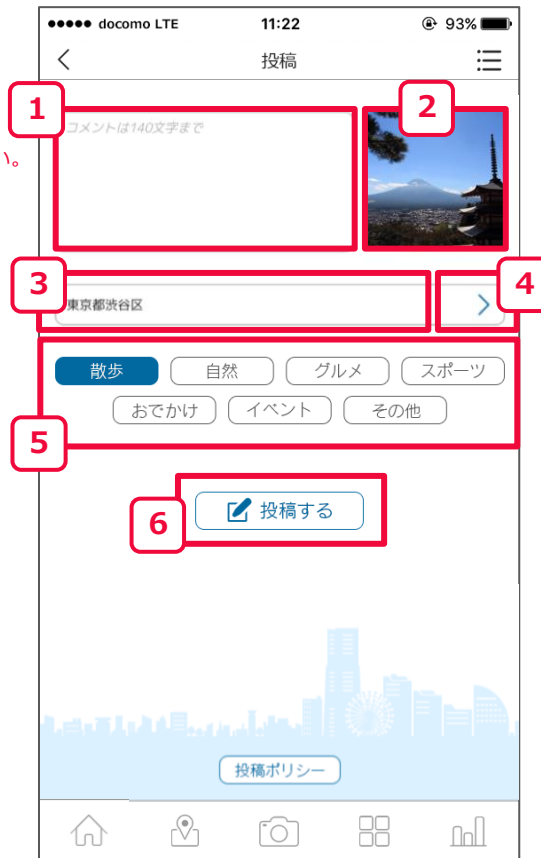 docomo LTE 11:22 93%
投稿
1
2
コメントは140文字まで
い。
3
4
東京都渋谷区
散歩 自然 グルメ スポーツ
おでかけ イベント その他
5
投稿する
6
投稿ポリシー